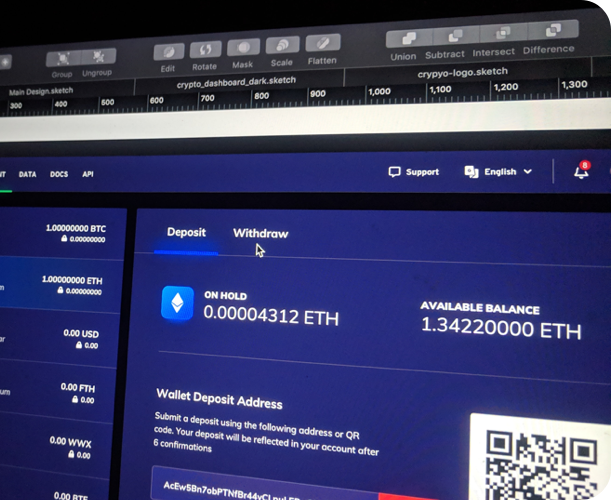 Group
Ungroup
Edit
Rotate
Mask
Scale
Flatten
Union
Subtract
Intersect
Difference
Main Design.sketch
crypto_dashboard_dark.sketch
crypyo-logo.sketch
300
400
500
600
700
800
900
1,000
1,100
1,200
1,300
DATA
DOCS
API
Support
English
8
1.00000000 BTC
0.00000000
1.00000000 ETH
0.00000000
0.00 USD
0.00
0.00 FTH
0.00
0.00 WWX
0.00
Deposit
Withdraw
ON HOLD
0.00004312 ETH
AVAILABLE BALANCE
1.34220000 ETH
Wallet Deposit Address
Submit a deposit using the following address or QR
code. Your deposit will be reflected in your account after
6 confirmations